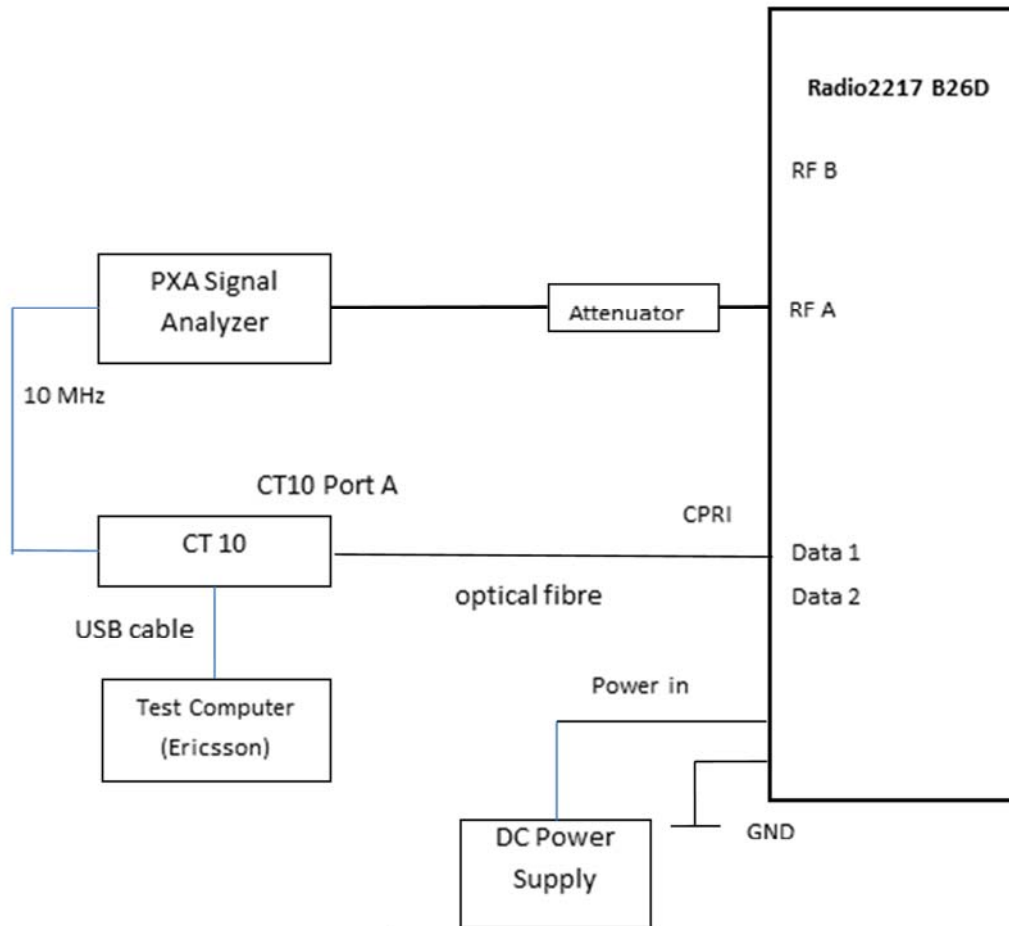 Radio2217 B26D
RF B
PXA Signal
Analyzer
Attenuator
RF A
10 MHz
CT10 Port A
CPRI
CT 10
Data 1
optical fibre
Data 2
USB cable
Power in
Test Computer
(Ericsson)
GND
DC Power
Supply